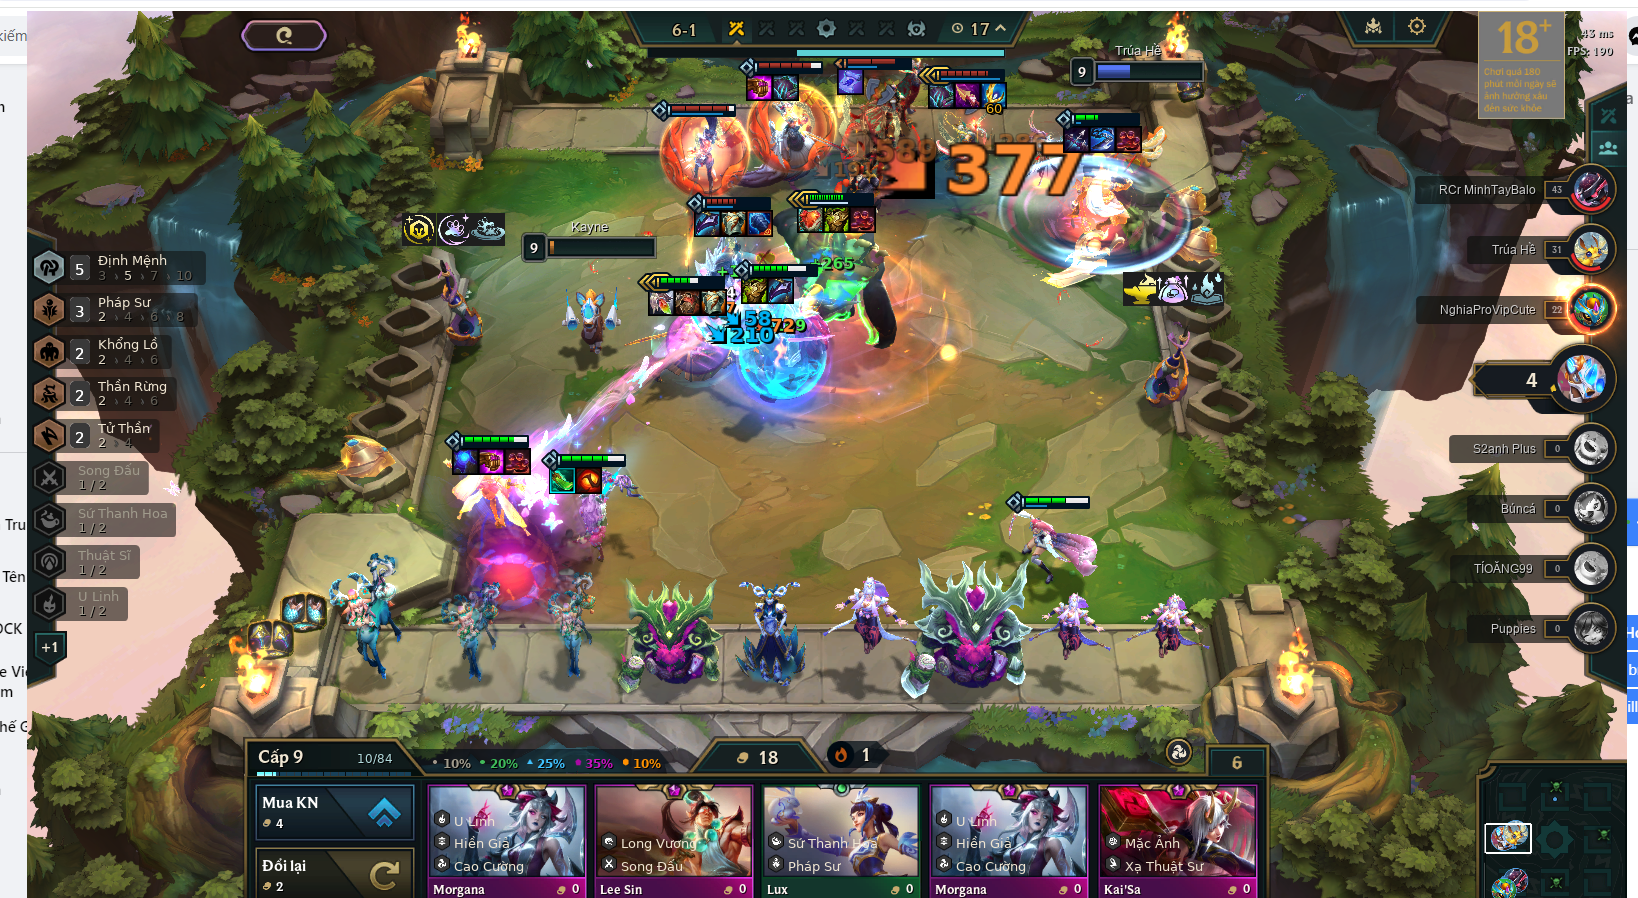 kiếm
6-1
17
18+
Chơi quá 180
phút mỗi ngày sẽ
ảnh hưởng xấu
đến sức khỏe
43 ms
FPS: 190
Trúa Hề
9
60
1589
377
Kayne
9
265
58
729
210
5 Định Mệnh
3 › 5 › 7 › 10
3 Pháp Sư
2 › 4 › 6 › 8
2 Khổng Lồ
2 › 4 › 6
2 Thần Rừng
2 › 4 › 6
2 Tử Thần
2 › 4
Song Đấu
1 / 2
Sứ Thanh Hoa
1 / 2
Thuật Sĩ
1 / 2
U Linh
1 / 2
+1
RCr MinhTayBalo 43
Trúa Hề 31
NghiaProVipCute 22
4
S2anh Plus 0
Búncá 0
TÍOĂNG99 0
Puppies 0
Tru
Tên
OCK
Cấp 9 10/84
10% 20% 25% 35% 10%
18
1
6
Mua KN
4
Đổi lại
2
U Linh
Hiền Giả
Cao Cường
Morgana 0
Long Vương
Song Đấu
Lee Sin 0
Sứ Thanh Hoa
Pháp Sư
Lux 0
U Linh
Hiền Giả
Cao Cường
Morgana 0
Mặc Ảnh
Xạ Thuật Sư
Kai'Sa 0